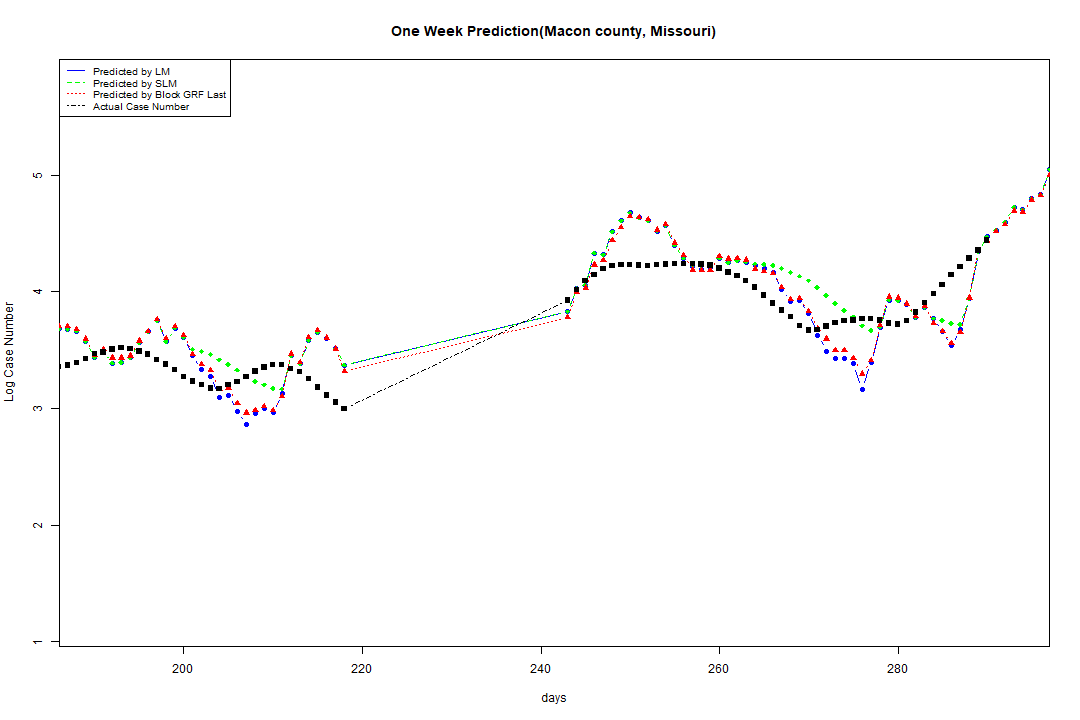 One Week Prediction(Macon county, Missouri)
Predicted by LM
Predicted by SLM
Predicted by Block GRF Last
Actual Case Number
5
4
3
2
1
Log Case Number
200 220 240 260 280
days